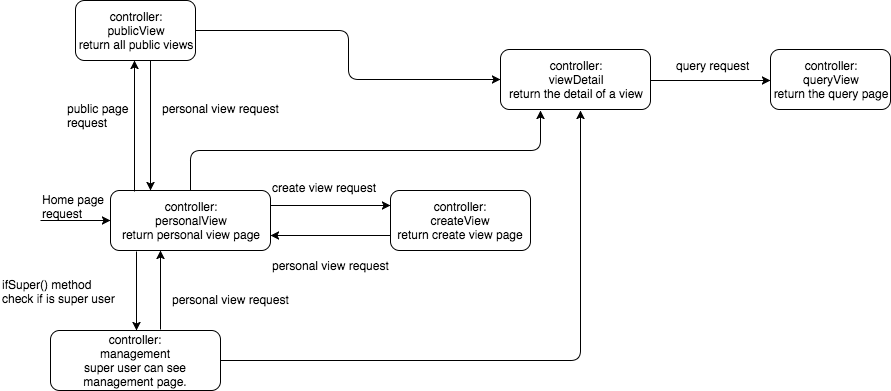 controller:
publicView
return all public views
controller:
viewDetail
return the detail of a view
query request
controller:
queryView
return the query page
public page
request
personal view request
Home page
request
controller:
personalView
return personal view page
create view request
controller:
createView
return create view page
personal view request
ifSuper() method
check if is super user
personal view request
controller:
management
super user can see
management page.